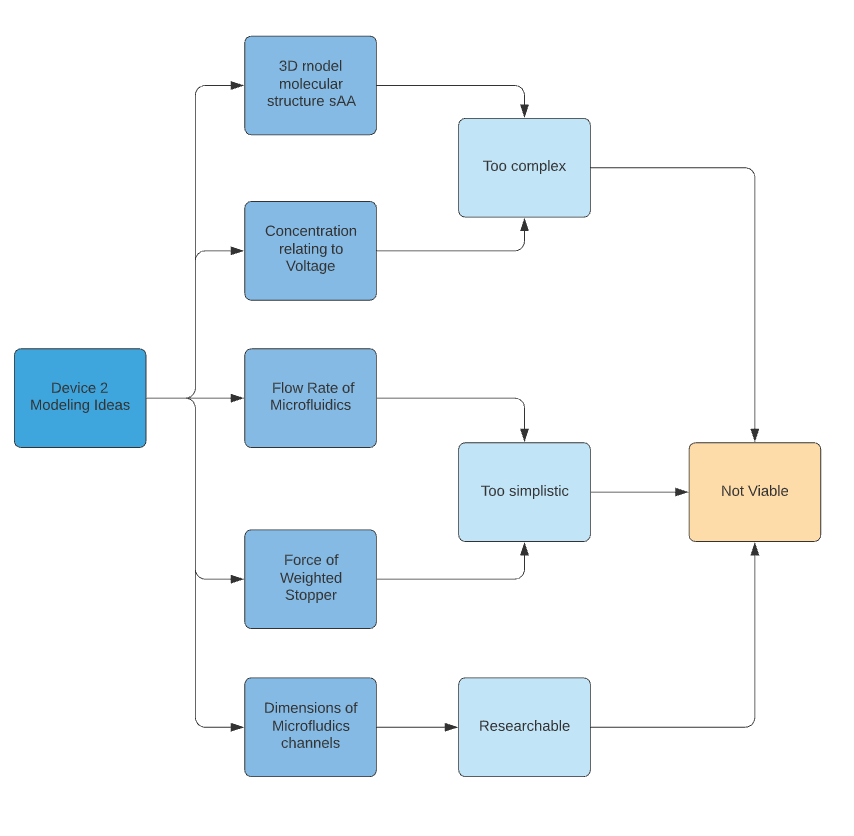 3D model
molecular
structure sAA
Too complex
Concentration
relating to
Voltage
Device 2
Modeling Ideas
Flow Rate of
Microfluidics
Too simplistic
Not Viable
Force of
Weighted
Stopper
Dimensions of
Microfludics
channels
Researchable